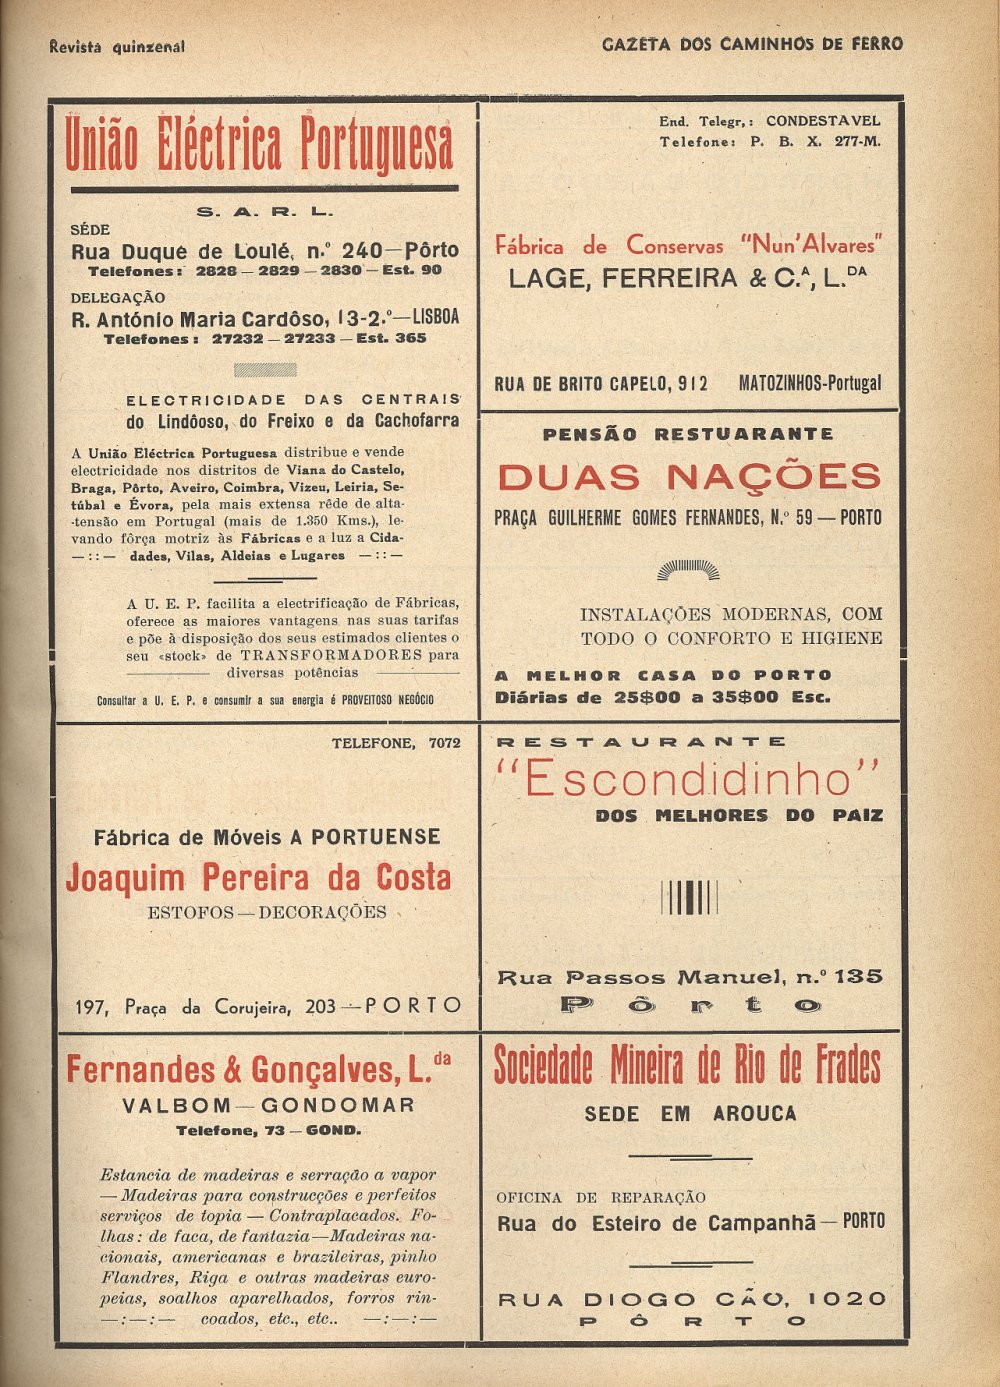 Revista quinzenal
GAZETA DOS CAMINHOS DE FERRO
União Eléctrica Portuguesa
S. A. R. L.
SÉDE
Rua Duque de Loulé, n.º 240—Pôrto
Telefones: 2828 — 2829 — 2830 — Est. 90
DELEGAÇÃO
R. António Maria Cardôso, 13-2.º—LISBOA
Telefones: 27232 — 27233 — Est. 365
ELECTRICIDADE DAS CENTRAIS
do Lindôoso, do Freixo e da Cachofarra
A União Eléctrica Portuguesa distribue e vende
electricidade nos distritos de Viana do Castelo,
Braga, Pôrto, Aveiro, Coimbra, Vizeu, Leiria, Se-
túbal e Évora, pela mais extensa rêde de alta-
-tensão em Portugal (mais de 1.350 Kms.), le-
vando fôrça motriz às Fábricas e a luz a Cida-
—::— dades, Vilas, Aldeias e Lugares —::—
A U. E. P. facilita a electrificação de Fábricas,
oferece as maiores vantagens nas suas tarifas
e põe à disposição dos seus estimados clientes o
seu «stock» de TRANSFORMADORES para
diversas potências
Consultar a U. E. P. e consumir a sua energia é PROVEITOSO NEGÓCIO
End. Telegr,: CONDESTAVEL
Telefone: P. B. X. 277-M.
Fábrica de Conservas "Nun'Alvares"
LAGE, FERREIRA & C.A, L.DA
RUA DE BRITO CAPELO, 912 MATOZINHOS-Portugal
PENSÃO RESTUARANTE
DUAS NAÇÕES
PRAÇA GUILHERME GOMES FERNANDES, N.º 59 — PORTO
INSTALAÇÕES MODERNAS, COM
TODO O CONFORTO E HIGIENE
A MELHOR CASA DO PORTO
Diárias de 25$00 a 35$00 Esc.
TELEFONE, 7072
Fábrica de Móveis A PORTUENSE
Joaquim Pereira da Costa
ESTOFOS — DECORAÇÕES
197, Praça da Corujeira, 203 — PORTO
RESTAURANTE
"Escondidinho"
DOS MELHORES DO PAIZ
Rua Passos Manuel, n.º 135
Pôrto
Fernandes & Gonçalves, L.da
VALBOM — GONDOMAR
Telefone, 73 — GOND.
Estancia de madeiras e serração a vapor
— Madeiras para construcções e perfeitos
serviços de topia — Contraplacados. Fo-
lhas: de faca, de fantazia—Madeiras na-
cionais, americanas e brazileiras, pinho
Flandres, Riga e outras madeiras euro-
peias, soalhos aparelhados, forros rin-
—:—:— coados, etc., etc.. —:—:—
Sociedade Mineira de Rio de Frades
SEDE EM AROUCA
OFICINA DE REPARAÇÃO
Rua do Esteiro de Campanhã — PORTO
RUA DIOGO CÃO, 1020
PÔRTO